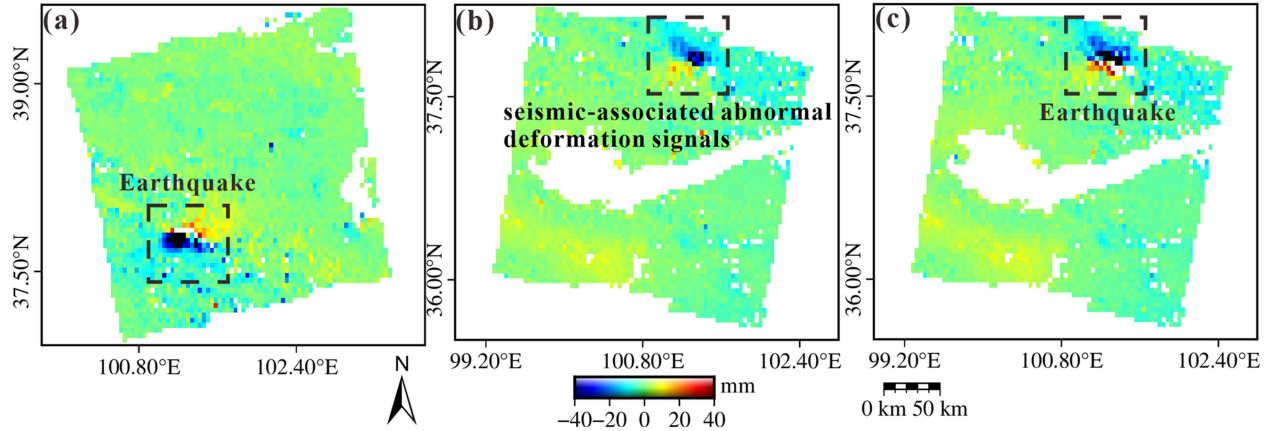 (a)
39.00°N
37.50°N
Earthquake
100.80°E
102.40°E
N
(b)
37.50°N
36.00°N
seismic-associated abnormal
deformation signals
99.20°E
100.80°E
102.40°E
mm
−40
−20
0
20
40
(c)
37.50°N
36.00°N
Earthquake
99.20°E
100.80°E
102.40°E
0 km 50 km